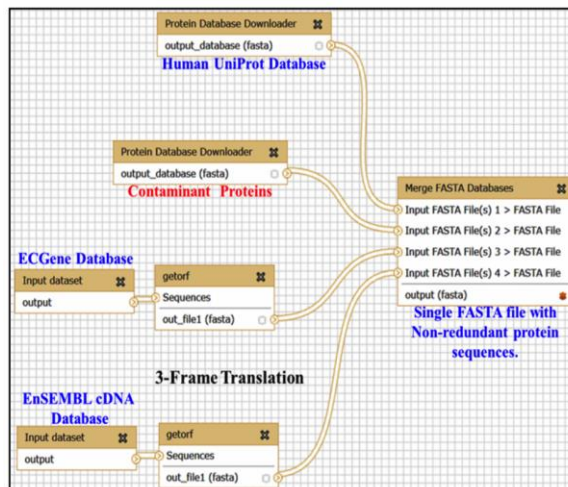 Protein Database Downloader
output_database (fasta)
Human UniProt Database
Protein Database Downloader
output_database (fasta)
Contaminant Proteins
Merge FASTA Databases
Input FASTA File(s) 1 > FASTA File
Input FASTA File(s) 2 > FASTA File
Input FASTA File(s) 3 > FASTA File
Input FASTA File(s) 4 > FASTA File
output (fasta)
Single FASTA file with
Non-redundant protein
sequences.
ECGene Database
Input dataset
output
getorf
Sequences
out_file1 (fasta)
3-Frame Translation
EnSEMBL cDNA
Database
Input dataset
output
getorf
Sequences
out_file1 (fasta)